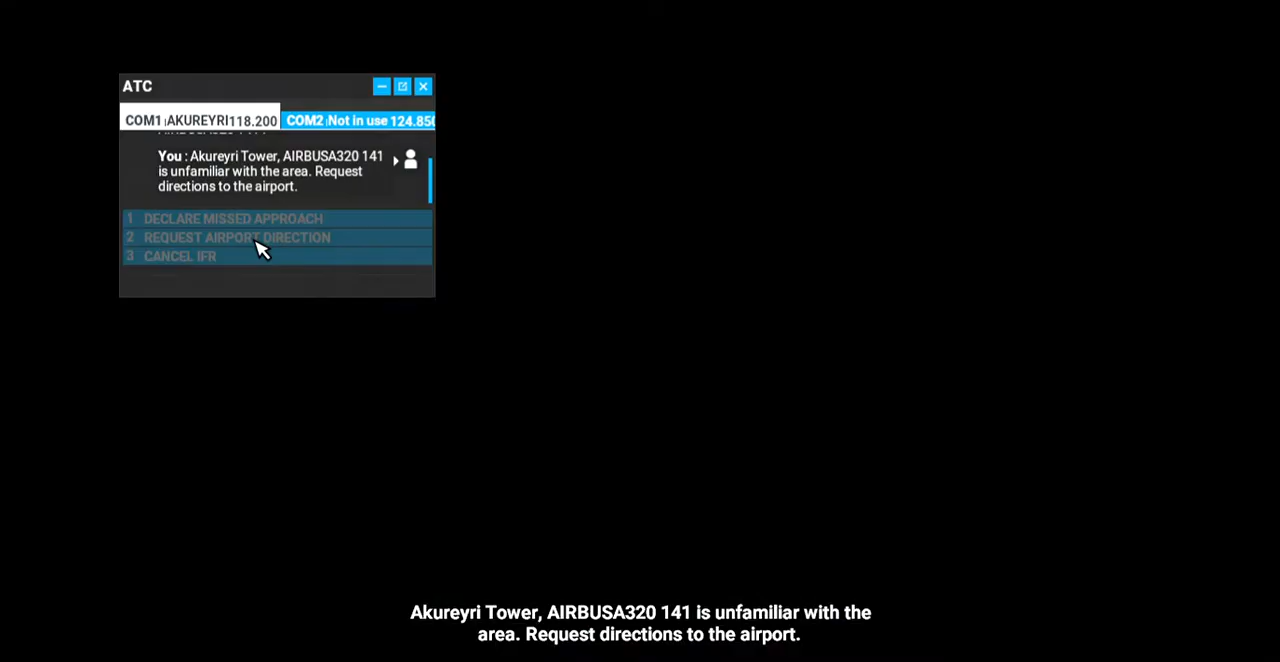 ATC
COM1 AKUREYRI 118.200 COM2 Not in use 124.850
You : Akureyri Tower, AIRBUSA320 141
is unfamiliar with the area. Request
directions to the airport.
1 DECLARE MISSED APPROACH
2 REQUEST AIRPORT DIRECTION
3 CANCEL IFR
Akureyri Tower, AIRBUSA320 141 is unfamiliar with the
area. Request directions to the airport.